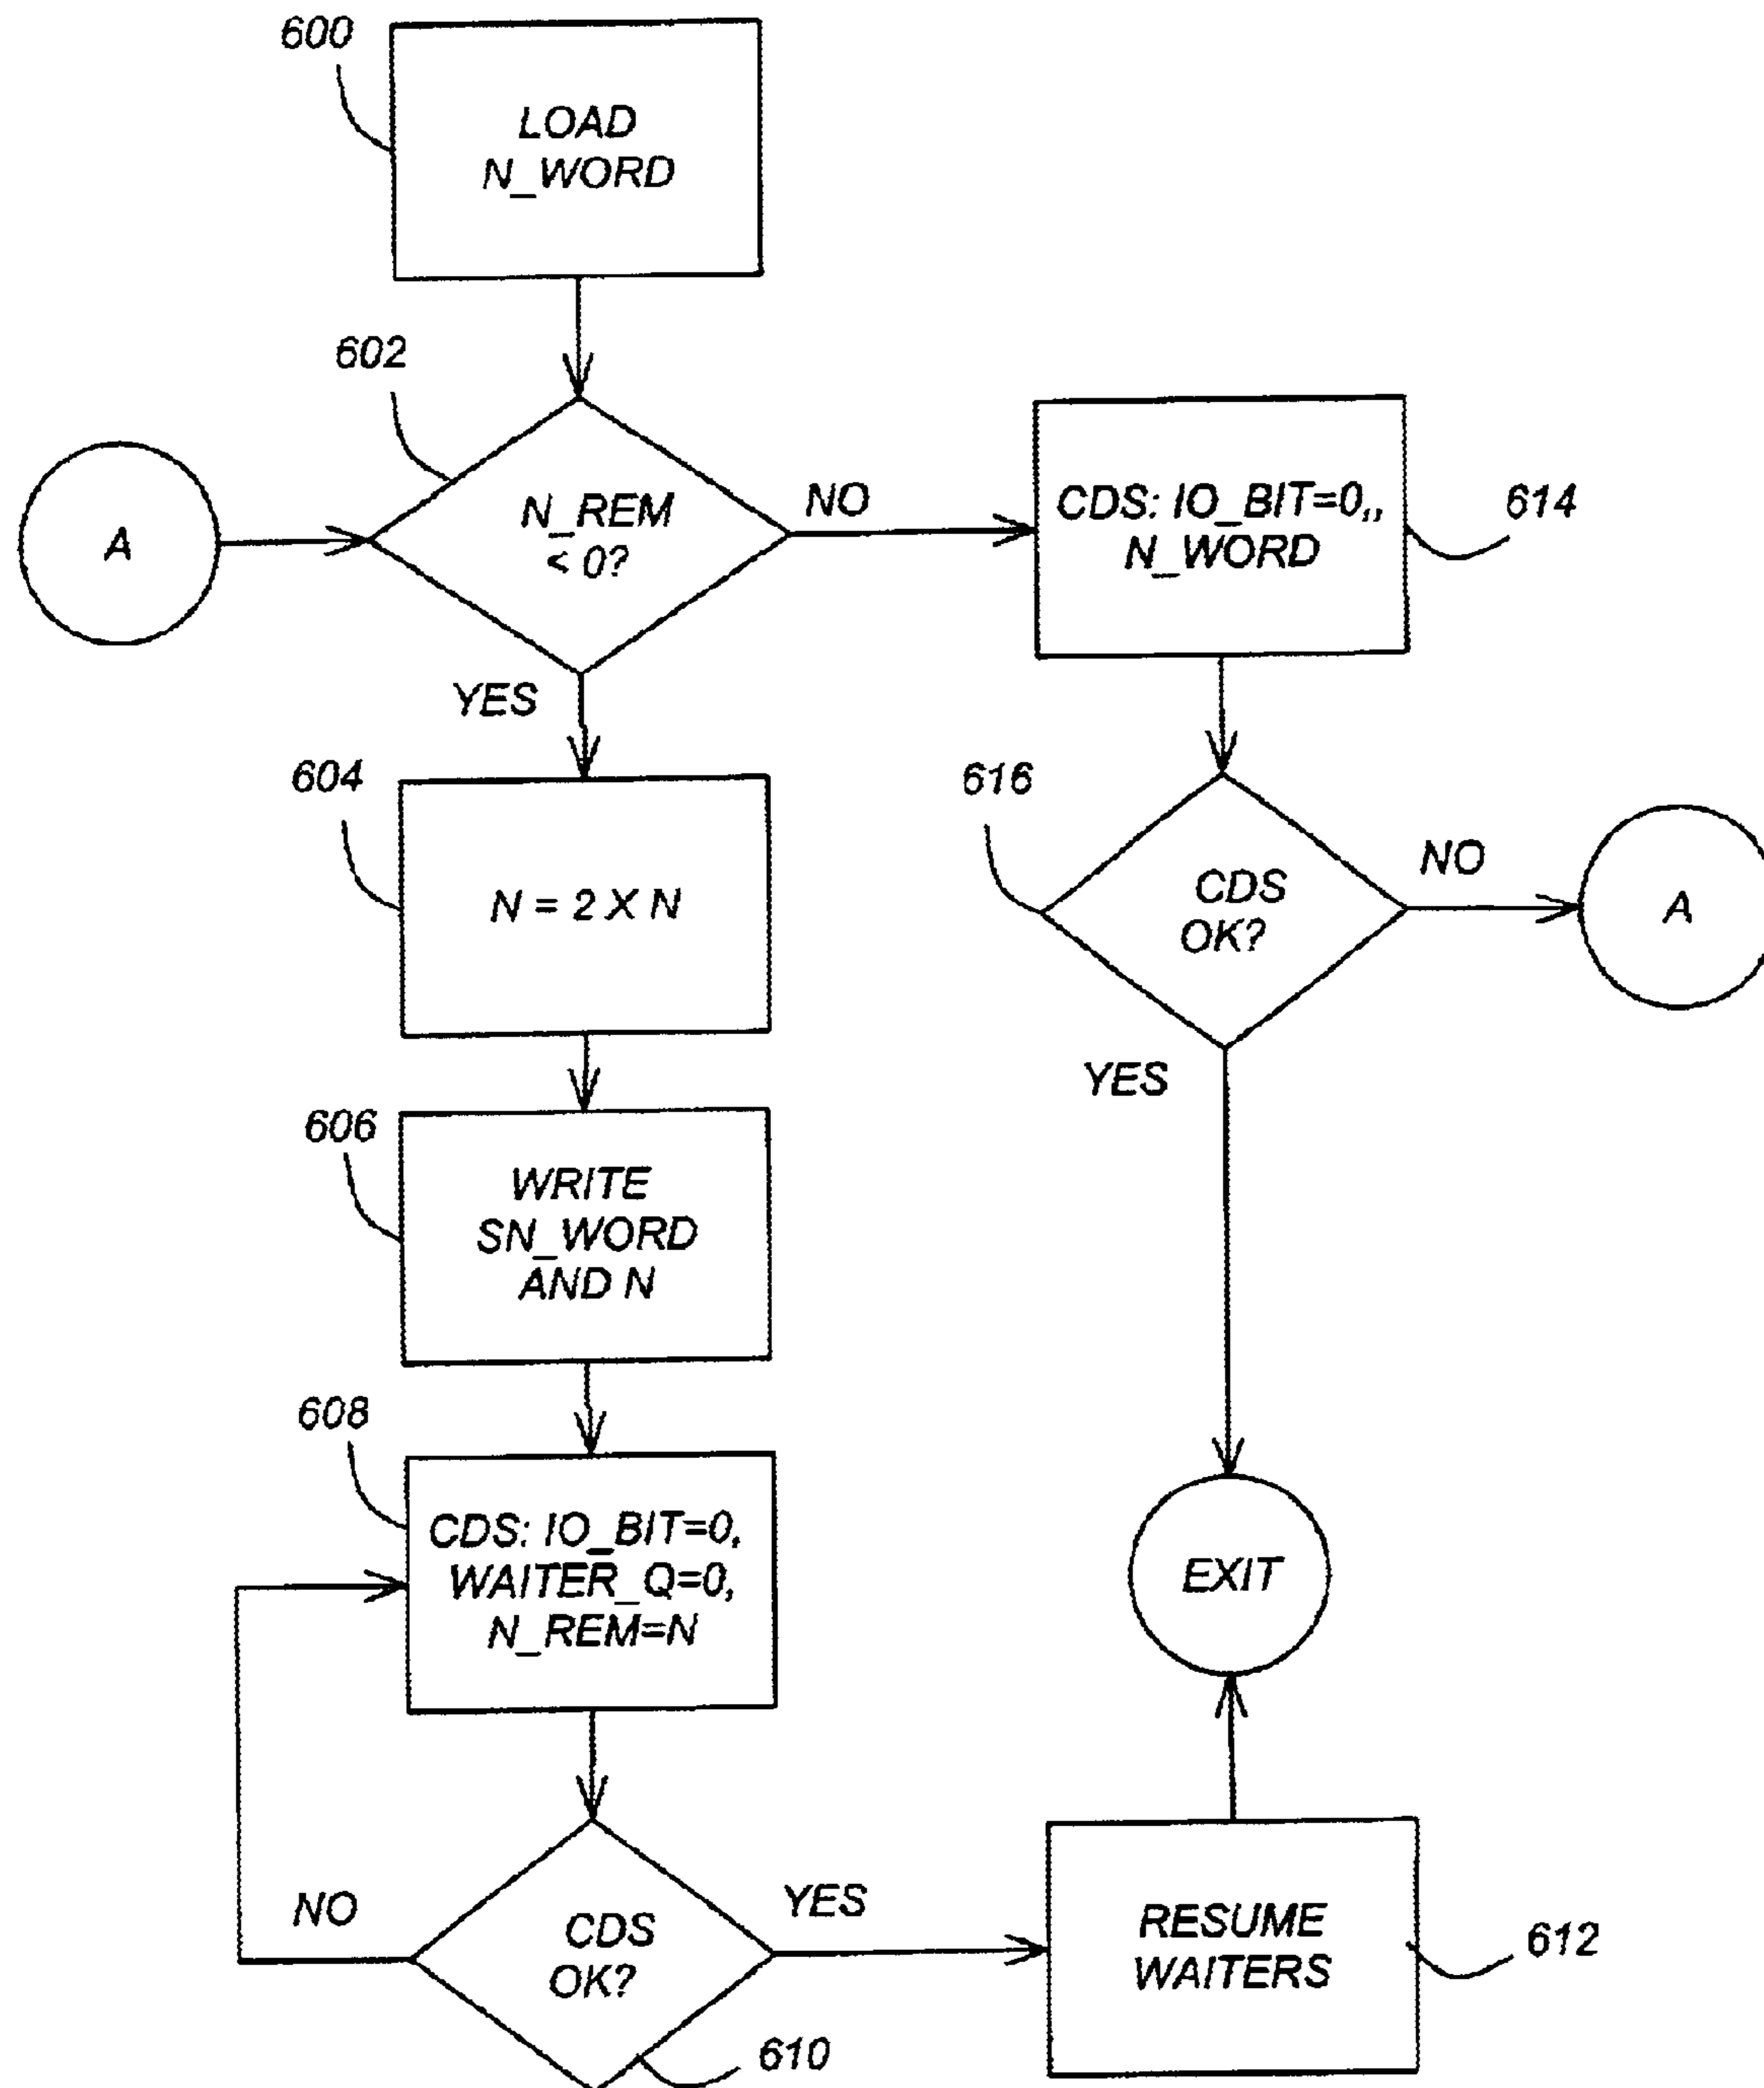 600
LOAD
N_WORD
602
A
N_REM
< 0?
NO
CDS: IO_BIT=0,,
N_WORD
614
YES
604
N = 2 X N
616
CDS
OK?
NO
A
YES
606
WRITE
SN_WORD
AND N
608
CDS: IO_BIT=0,
WAITER_Q=0,
N_REM=N
EXIT
NO
CDS
OK?
YES
RESUME
WAITERS
612
610